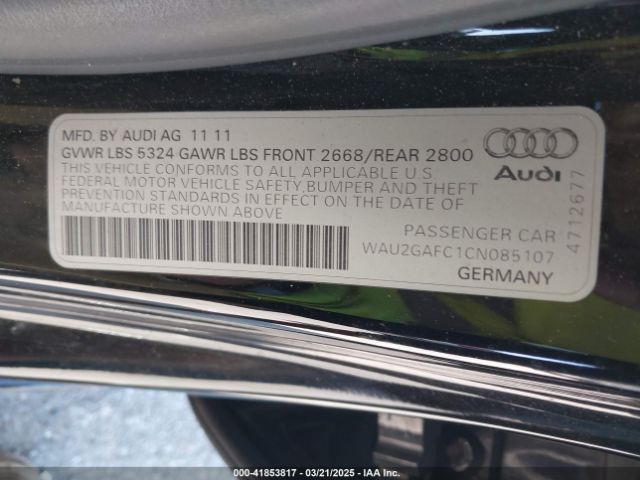 MFD. BY AUDI AG 11 11
GVWR LBS 5324 GAWR LBS FRONT 2668/REAR 2800
THIS VEHICLE CONFORMS TO ALL APPLICABLE U.S
FEDERAL MOTOR VEHICLE SAFETY,BUMPER AND THEFT
PREVENTION STANDARDS IN EFFECT ON THE DATE OF
MANUFACTURE SHOWN ABOVE
Audi
4712677
PASSENGER CAR
WAU2GAFC1CN085107
GERMANY
000-41853817 | 03/21/2025 | IAA Inc.